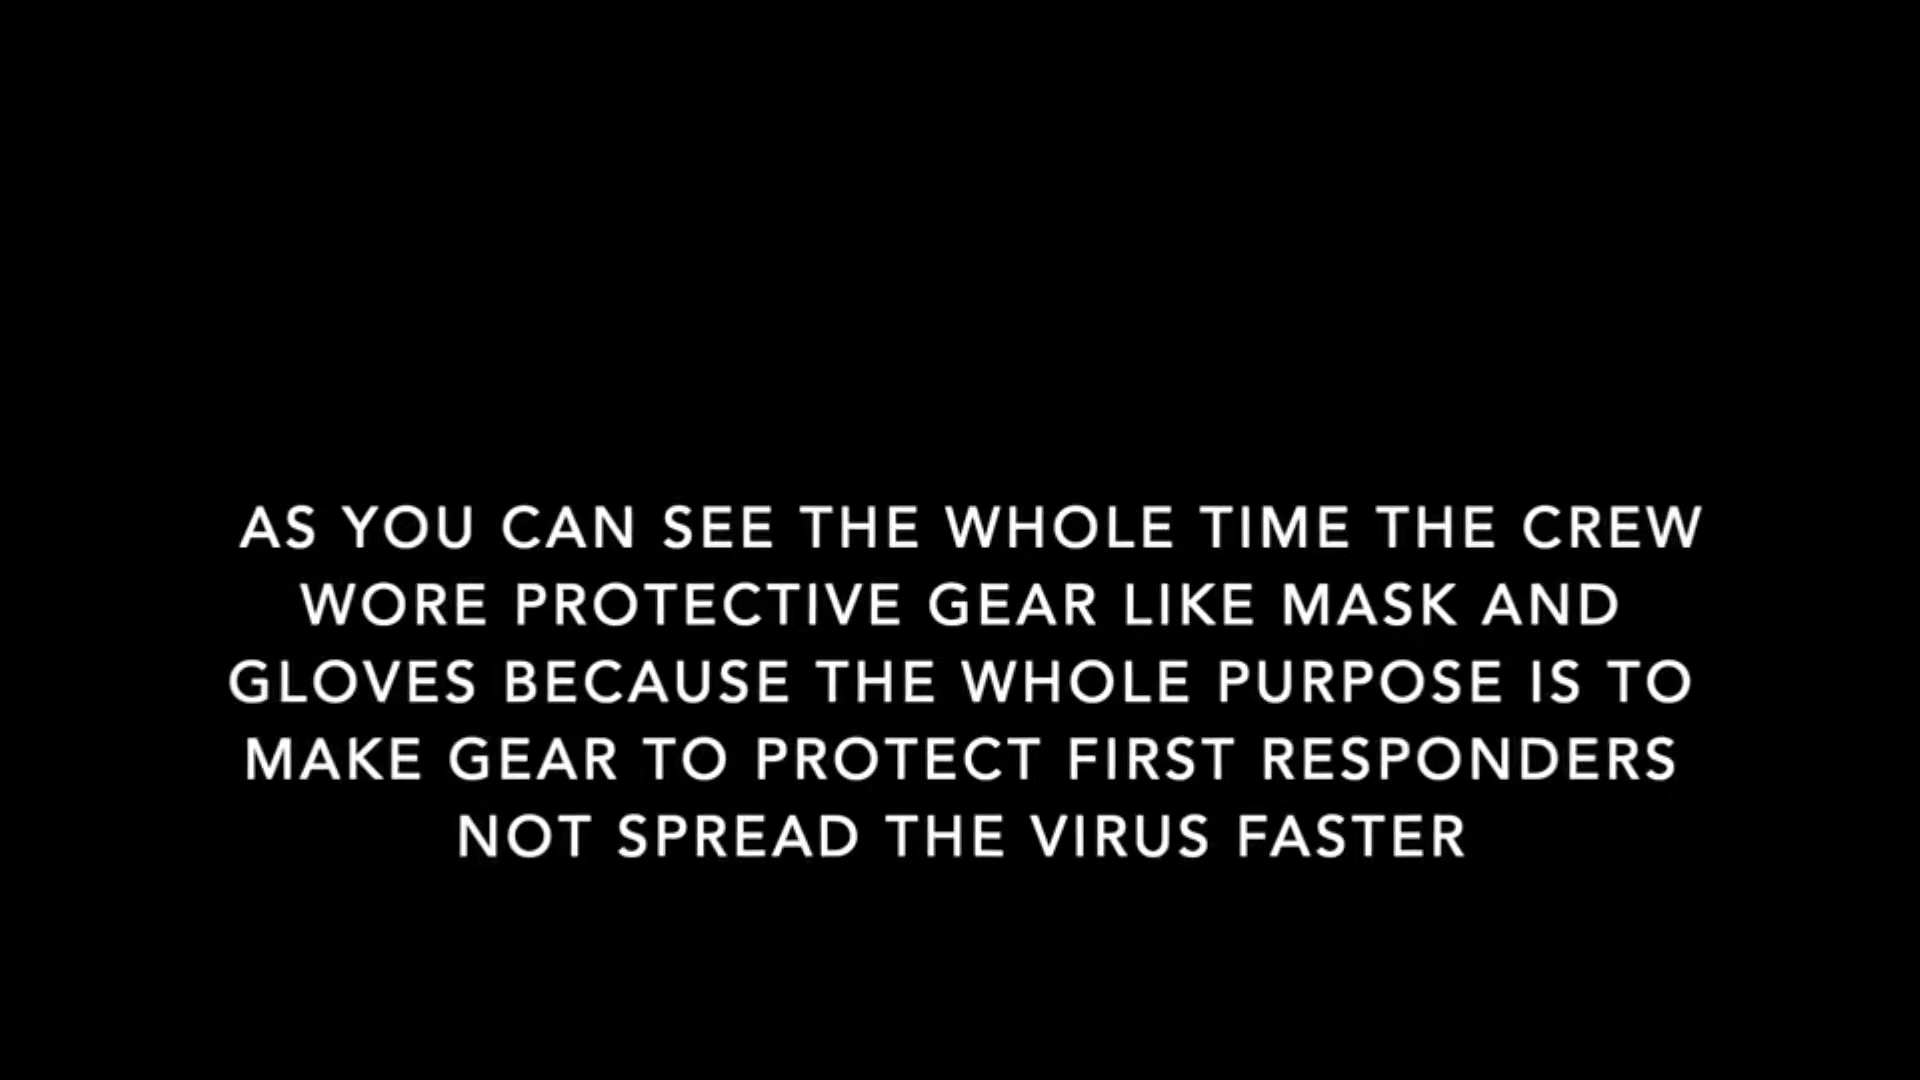 AS YOU CAN SEE THE WHOLE TIME THE CREW
WORE PROTECTIVE GEAR LIKE MASK AND
GLOVES BECAUSE THE WHOLE PURPOSE IS TO
MAKE GEAR TO PROTECT FIRST RESPONDERS
NOT SPREAD THE VIRUS FASTER